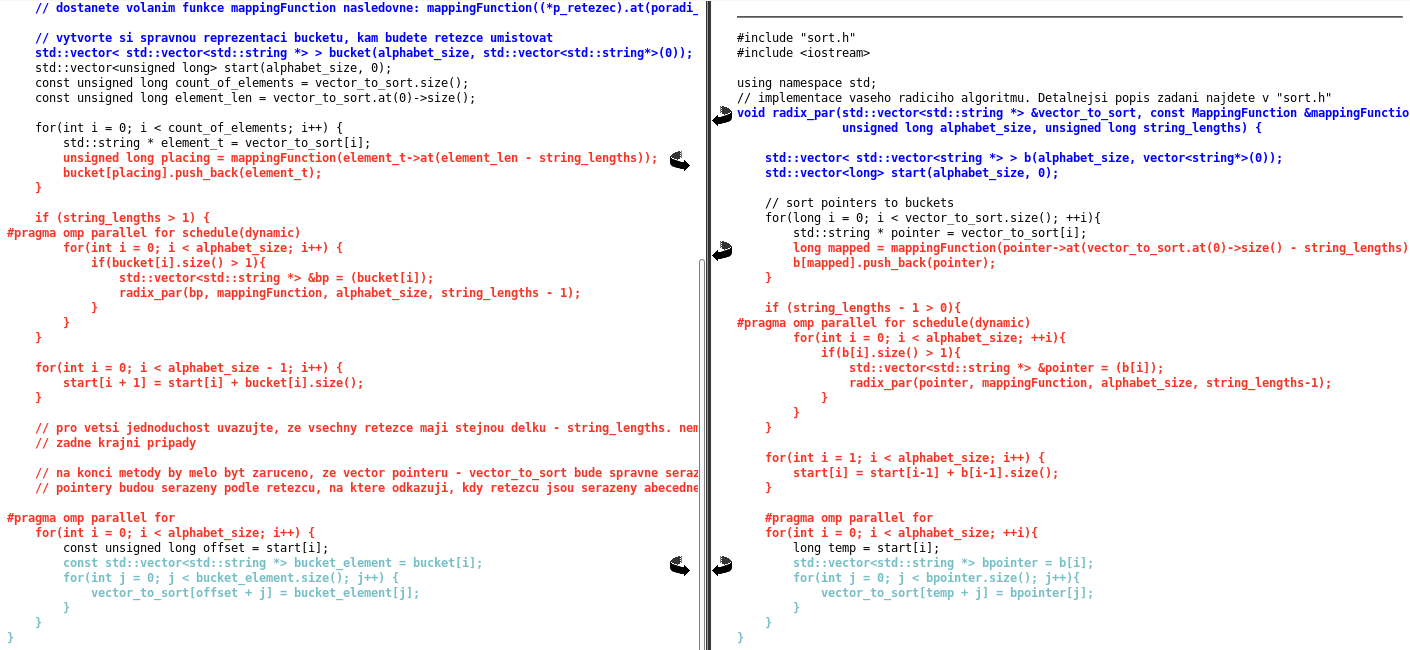 // dostanete volanim funkce mappingFunction nasledovne: mappingFunction((*p_retezec).at(poradi_
// vytvorte si spravnou reprezentaci bucketu, kam budete retezce umistovat
std::vector< std::vector<std::string *> > bucket(alphabet_size, std::vector<std::string*>(0));
std::vector<unsigned long> start(alphabet_size, 0);
const unsigned long count_of_elements = vector_to_sort.size();
const unsigned long element_len = vector_to_sort.at(0)->size();
for(int i = 0; i < count_of_elements; i++) {
std::string * element_t = vector_to_sort[i];
unsigned long placing = mappingFunction(element_t->at(element_len - string_lengths));
bucket[placing].push_back(element_t);
}
if (string_lengths > 1) {
#pragma omp parallel for schedule(dynamic)
for(int i = 0; i < alphabet_size; i++) {
if(bucket[i].size() > 1){
std::vector<std::string *> &bp = (bucket[i]);
radix_par(bp, mappingFunction, alphabet_size, string_lengths - 1);
}
}
}
for(int i = 0; i < alphabet_size - 1; i++) {
start[i + 1] = start[i] + bucket[i].size();
}
// pro vetsi jednoduchost uvazujte, ze vsechny retezce maji stejnou delku - string_lengths. nem
// zadne krajni pripady
// na konci metody by melo byt zaruceno, ze vector pointeru - vector_to_sort bude spravne seraz
// pointery budou serazeny podle retezcu, na ktere odkazuji, kdy retezcu jsou serazeny abecedne
#pragma omp parallel for
for(int i = 0; i < alphabet_size; i++) {
const unsigned long offset = start[i];
const std::vector<std::string *> bucket_element = bucket[i];
for(int j = 0; j < bucket_element.size(); j++) {
vector_to_sort[offset + j] = bucket_element[j];
}
}
}
#include "sort.h"
#include <iostream>
using namespace std;
// implementace vaseho radiciho algoritmu. Detalnejsi popis zadani najdete v "sort.h"
void radix_par(std::vector<std::string *> &vector_to_sort, const MappingFunction &mappingFunctio
unsigned long alphabet_size, unsigned long string_lengths) {
std::vector< std::vector<string *> > b(alphabet_size, vector<string*>(0));
std::vector<long> start(alphabet_size, 0);
// sort pointers to buckets
for(long i = 0; i < vector_to_sort.size(); ++i){
std::string * pointer = vector_to_sort[i];
long mapped = mappingFunction(pointer->at(vector_to_sort.at(0)->size() - string_lengths)
b[mapped].push_back(pointer);
}
if (string_lengths - 1 > 0){
#pragma omp parallel for schedule(dynamic)
for(int i = 0; i < alphabet_size; ++i){
if(b[i].size() > 1){
std::vector<std::string *> &pointer = (b[i]);
radix_par(pointer, mappingFunction, alphabet_size, string_lengths-1);
}
}
}
for(int i = 1; i < alphabet_size; i++) {
start[i] = start[i-1] + b[i-1].size();
}
#pragma omp parallel for
for(int i = 0; i < alphabet_size; ++i){
long temp = start[i];
std::vector<std::string *> bpointer = b[i];
for(int j = 0; j < bpointer.size(); j++){
vector_to_sort[temp + j] = bpointer[j];
}
}
}